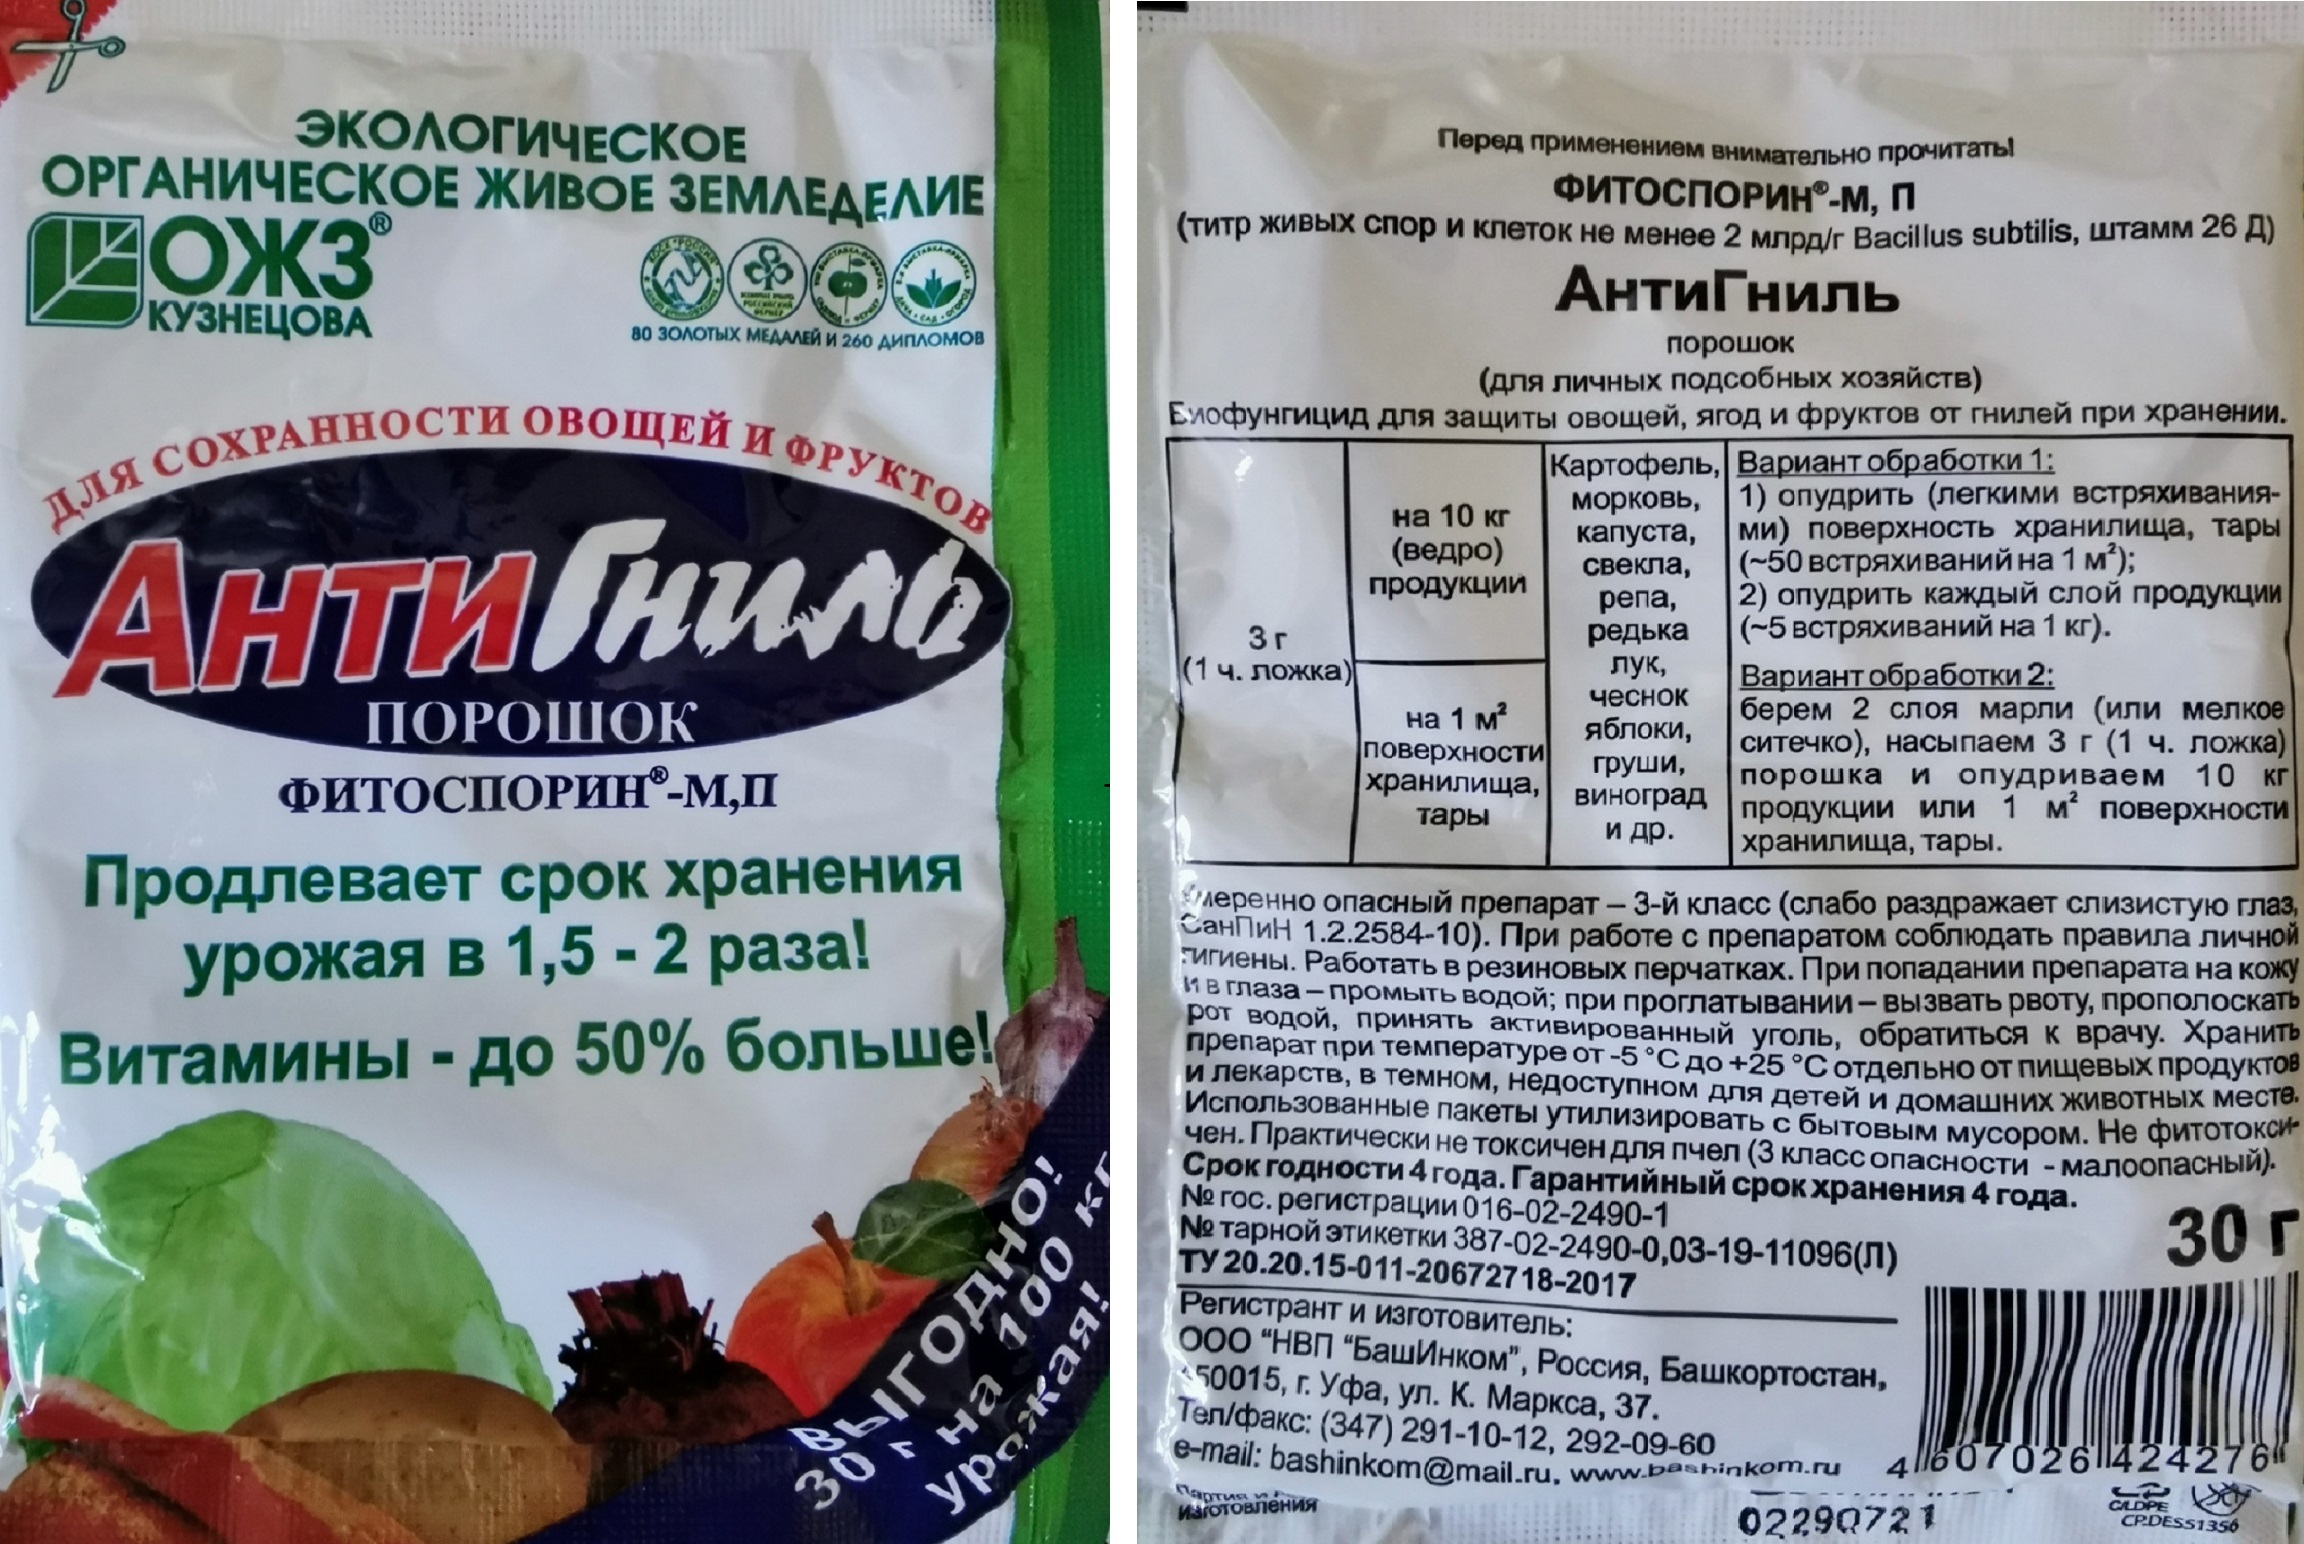 ЭКОЛОГИЧЕСКОЕ
ОРГАНИЧЕСКОЕ ЖИВОЕ ЗЕМЛЕДЕЛИЕ
ОЖЗ®
КУЗНЕЦОВА
80 ЗОЛОТЫХ МЕДАЛЕЙ И 260 ДИПЛОМОВ
ДЛЯ СОХРАННОСТИ ОВОЩЕЙ И ФРУКТОВ
АнтиГниль
ПОРОШОК
ФИТОСПОРИН®-М,П
Продлевает срок хранения
урожая в 1,5 - 2 раза!
Витамины - до 50% больше!
ВЫГОДНО!
30 г на 100 кг
урожая!
Перед применением внимательно прочитать!
ФИТОСПОРИН®-М, П
(титр живых спор и клеток не менее 2 млрд/г Bacillus subtilis, штамм 26 Д)
АнтиГниль
порошок
(для личных подсобных хозяйств)
Биофунгицид для защиты овощей, ягод и фруктов от гнилей при хранении.
3 г
(1 ч. ложка)
на 10 кг
(ведро)
продукции
на 1 м²
поверхности
хранилища,
тары
Картофель,
морковь,
капуста,
свекла,
репа,
редька
лук,
чеснок
яблоки,
груши,
виноград
и др.
Вариант обработки 1:
1) опудрить (легкими встряхивания-
ми) поверхность хранилища, тары
(~50 встряхиваний на 1 м²);
2) опудрить каждый слой продукции
(~5 встряхиваний на 1 кг).
Вариант обработки 2:
берем 2 слоя марли (или мелкое
ситечко), насыпаем 3 г (1 ч. ложка)
порошка и опудриваем 10 кг
продукции или 1 м² поверхности
хранилища, тары.
Умеренно опасный препарат – 3-й класс (слабо раздражает слизистую глаз,
СанПиН 1.2.2584-10). При работе с препаратом соблюдать правила личной
гигиены. Работать в резиновых перчатках. При попадании препарата на кожу
и в глаза – промыть водой; при проглатывании – вызвать рвоту, прополоскать
рот водой, принять активированный уголь, обратиться к врачу. Хранить
препарат при температуре от -5 °С до +25 °С отдельно от пищевых продуктов
и лекарств, в темном, недоступном для детей и домашних животных месте.
Использованные пакеты утилизировать с бытовым мусором. Не фитотокси-
чен. Практически не токсичен для пчел (3 класс опасности - малоопасный).
Срок годности 4 года. Гарантийный срок хранения 4 года.
№ гос. регистрации 016-02-2490-1
№ тарной этикетки 387-02-2490-0,03-19-11096(Л)
ТУ 20.20.15-011-20672718-2017
30 г
Регистрант и изготовитель:
ООО "НВП "БашИнком", Россия, Башкортостан,
450015, г. Уфа, ул. К. Маркса, 37.
Тел/факс: (347) 291-10-12, 292-09-60
e-mail: bashinkom@mail.ru, www.bashinkom.ru
4 607026 424276
изготовления
02290721
C/LDPE
CP.DES51356